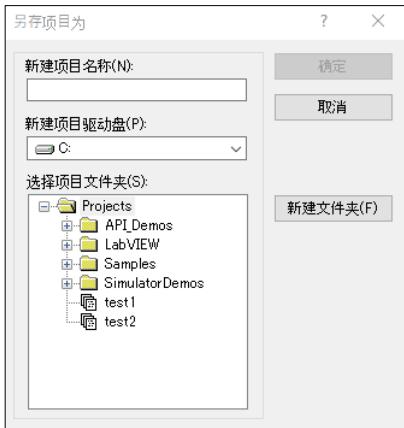 另存项目为
新建项目名称(N):
确定
取消
新建项目驱动盘(P):
C:
选择项目文件夹(S):
新建文件夹(F)
Projects
API_Demos
LabVIEW
Samples
SimulatorDemos
test1
test2